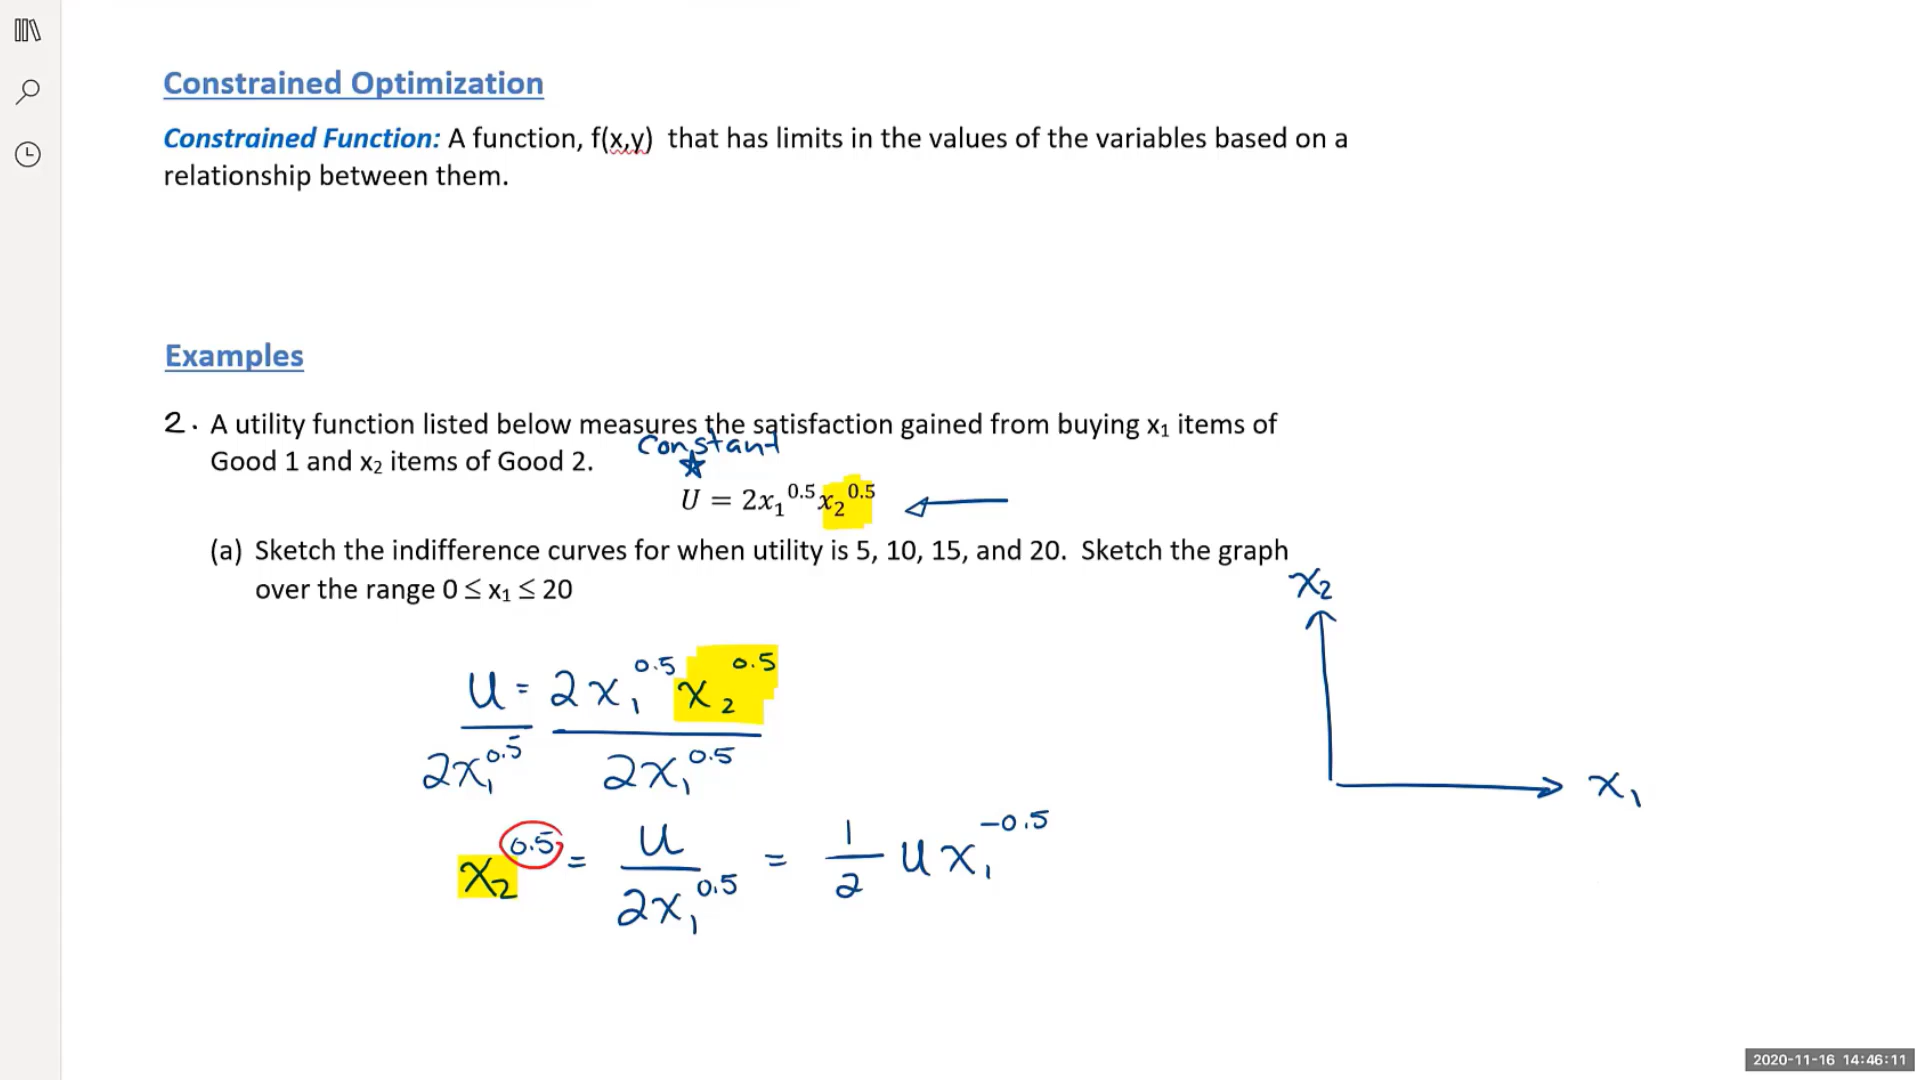 Constrained Optimization
Constrained Function: A function, f(x,y) that has limits in the values of the variables based on a
relationship between them.
Examples
2. A utility function listed below measures the satisfaction gained from buying x₁ items of
Good 1 and x₂ items of Good 2.
Constant
U = 2x₁^0.5 x₂^0.5
(a) Sketch the indifference curves for when utility is 5, 10, 15, and 20. Sketch the graph
over the range 0 ≤ x₁ ≤ 20
x₂
x₁
U = 2x₁^0.5 x₂^0.5
2x₁^0.5 2x₁^0.5
x₂^0.5 = U / 2x₁^0.5 = 1/2 U x₁^-0.5
2020-11-16 14:46:11